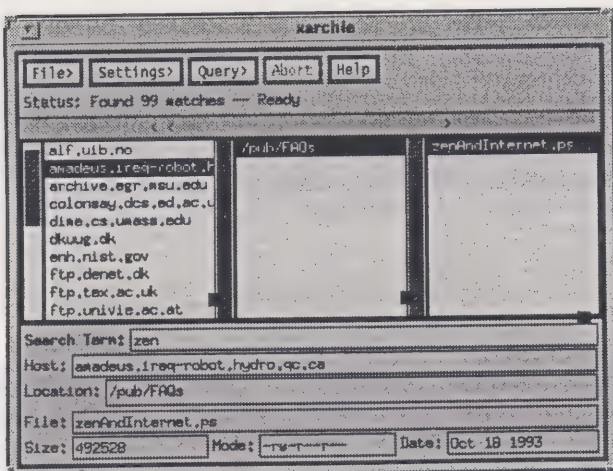 xarchie
File> Settings> Query> Abort Help
Status: Found 99 matches — Ready
alf.uib.no
amadeus.ireq-robot.h
archive.egr.msu.edu
colonsay.dcs.ed.ac.u
dime.cs.umass.edu
dkuug.dk
enh.nist.gov
ftp.denet.dk
ftp.tex.ac.uk
ftp.univie.ac.at
/pub/FAQs
zenAndInternet.ps
Search Term: zen
Host: amadeus.ireq-robot.hydro.qc.ca
Location: /pub/FAQs
File: zenAndInternet.ps
Size: 492528 Mode: -rw-r--r-- Date: Oct 18 1993